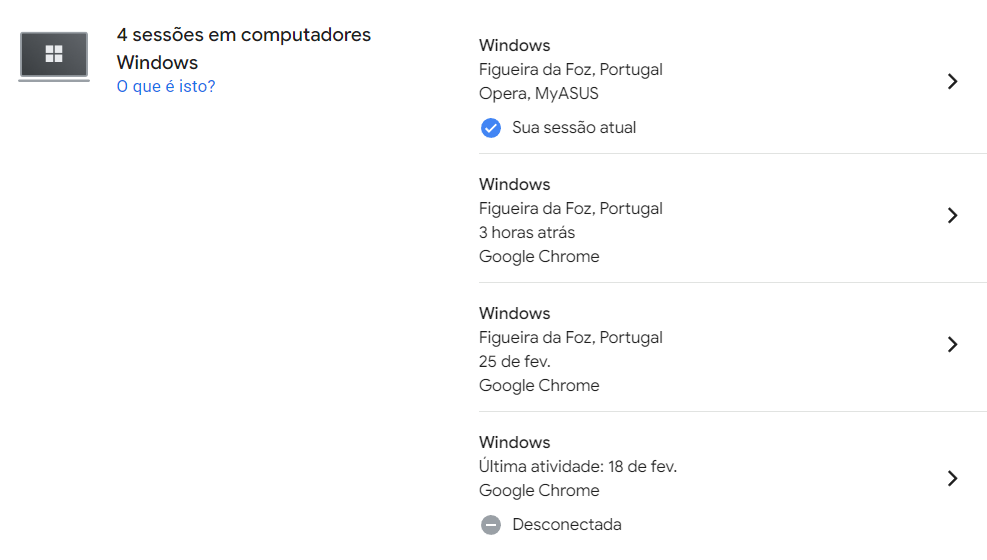 4 sessões em computadores
Windows
O que é isto?
Windows
Figueira da Foz, Portugal
Opera, MyASUS
Sua sessão atual
Windows
Figueira da Foz, Portugal
3 horas atrás
Google Chrome
Windows
Figueira da Foz, Portugal
25 de fev.
Google Chrome
Windows
Última atividade: 18 de fev.
Google Chrome
Desconectada